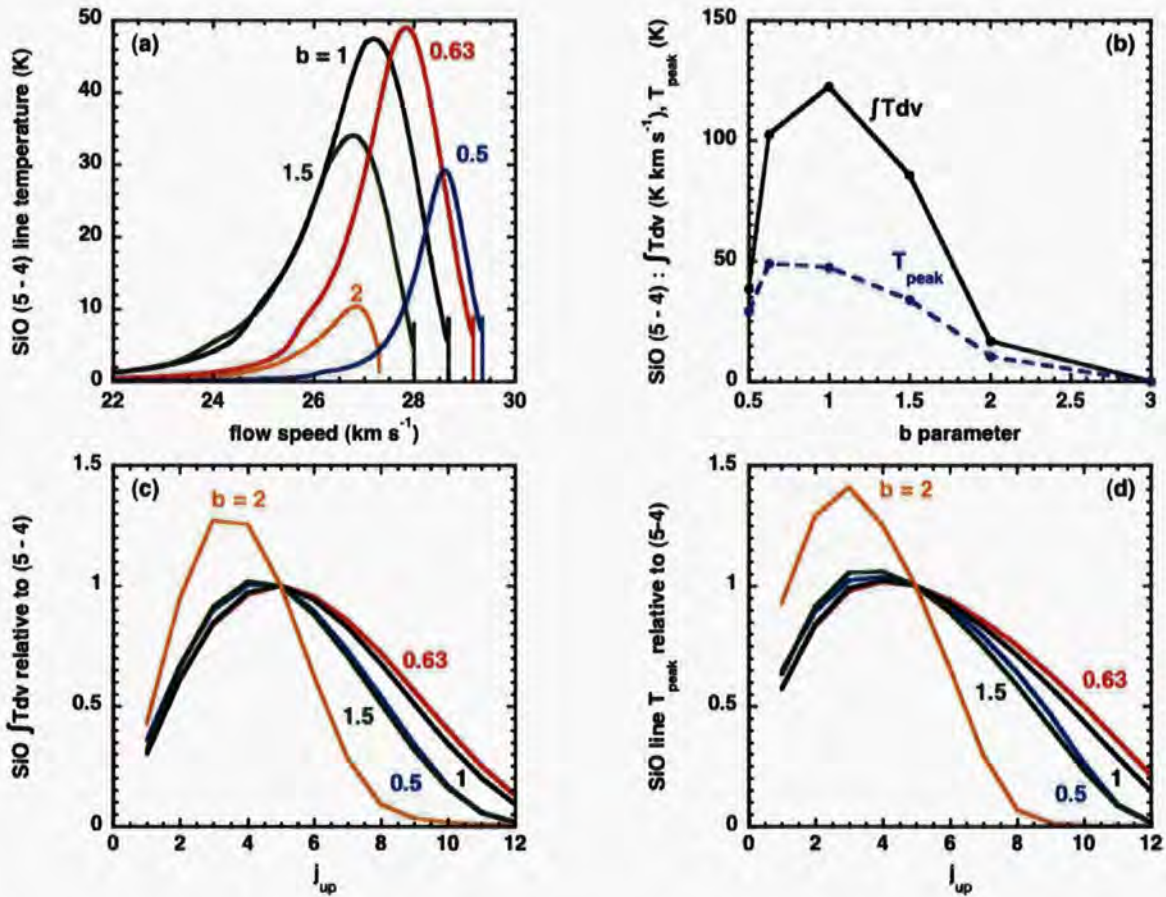 (a)
b = 1
0.63
0.5
1.5
2
50
40
30
20
10
0
22 24 26 28 30
flow speed (km s⁻¹)
SiO (5 - 4) line temperature (K)
(b)
∫Tdv
T_peak
150
100
50
0
0.5 1 1.5 2 2.5 3
b parameter
SiO (5 - 4) : ∫Tdv (K km s⁻¹), T_peak (K)
(c)
b = 2
0.63
1.5
1
0.5
1.5
1
0.5
0
0 2 4 6 8 10 12
j_up
SiO ∫Tdv relative to (5 - 4)
(d)
b = 2
0.63
1.5
1
0.5
1.5
1
0.5
0
0 2 4 6 8 10 12
j_up
SiO line T_peak relative to (5-4)